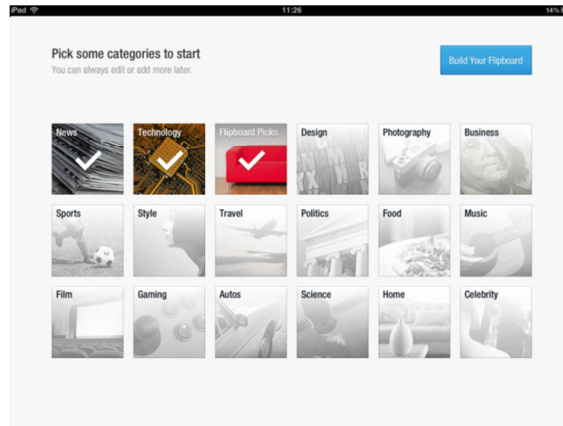 iPad 11:26 14%
Pick some categories to start
You can always edit or add more later.
Build Your Flipboard
News Technology Flipboard Picks Design Photography Business
Sports Style Travel Politics Food Music
Film Gaming Autos Science Home Celebrity